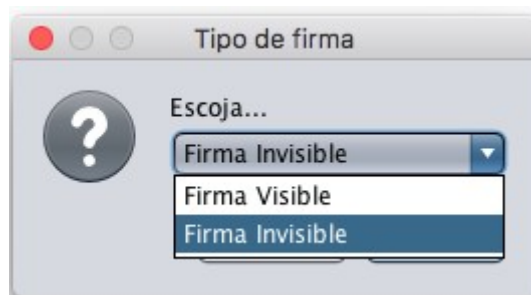 Tipo de firma
Escoja...
Firma Invisible
Firma Visible
Firma Invisible